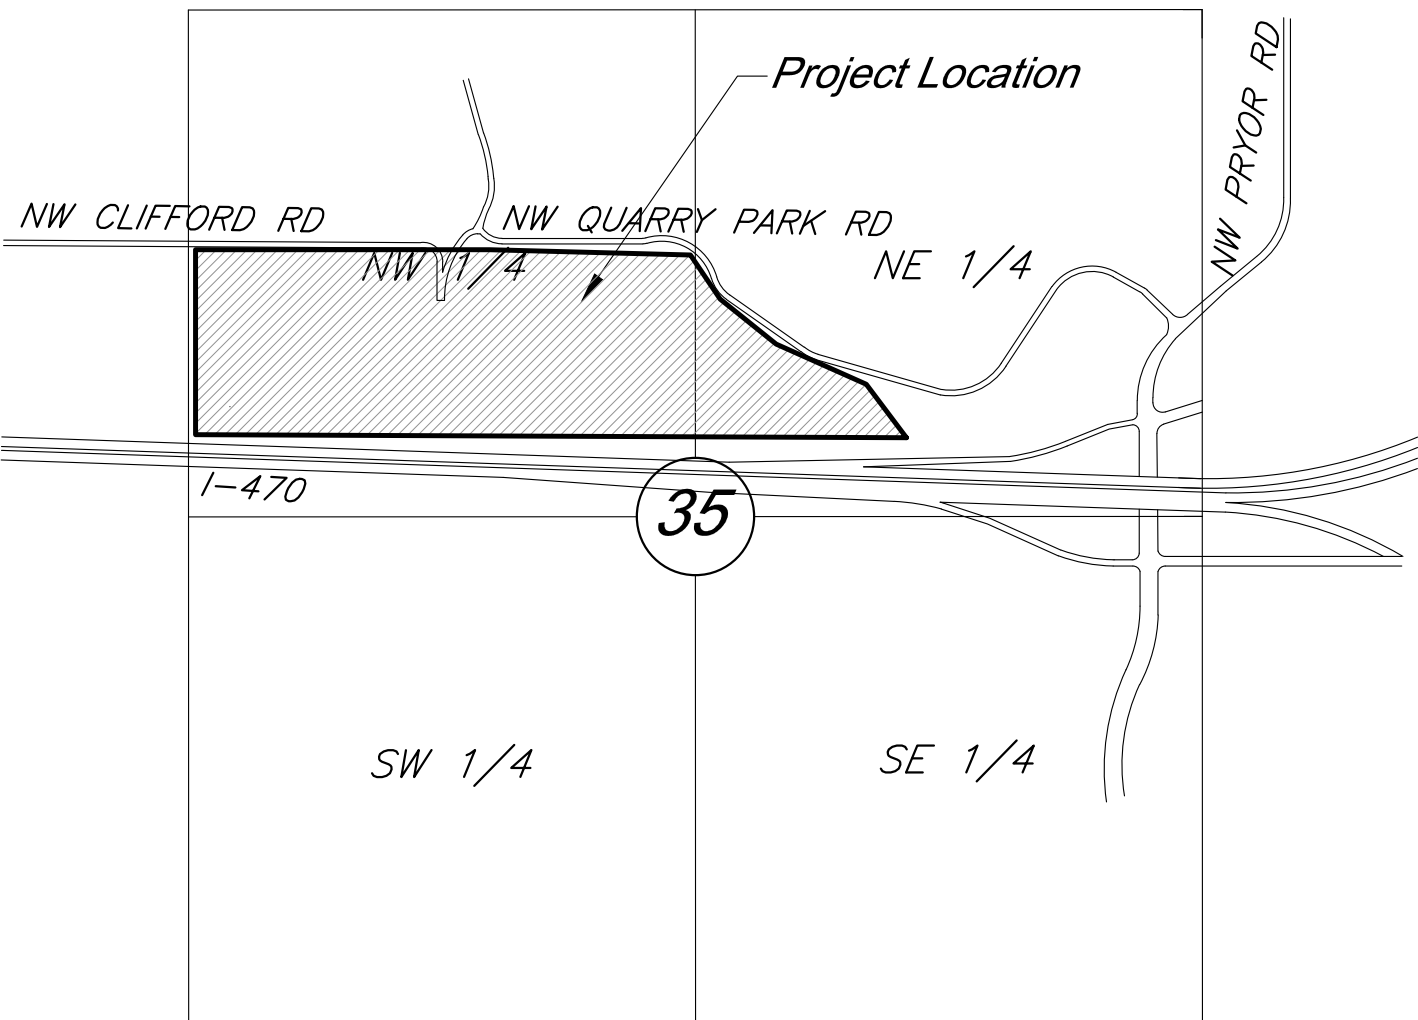 Project Location
NW PRYOR RD
NW CLIFFORD RD
NW QUARRY PARK RD
NW 1/4
NE 1/4
I-470
35
SW 1/4
SE 1/4